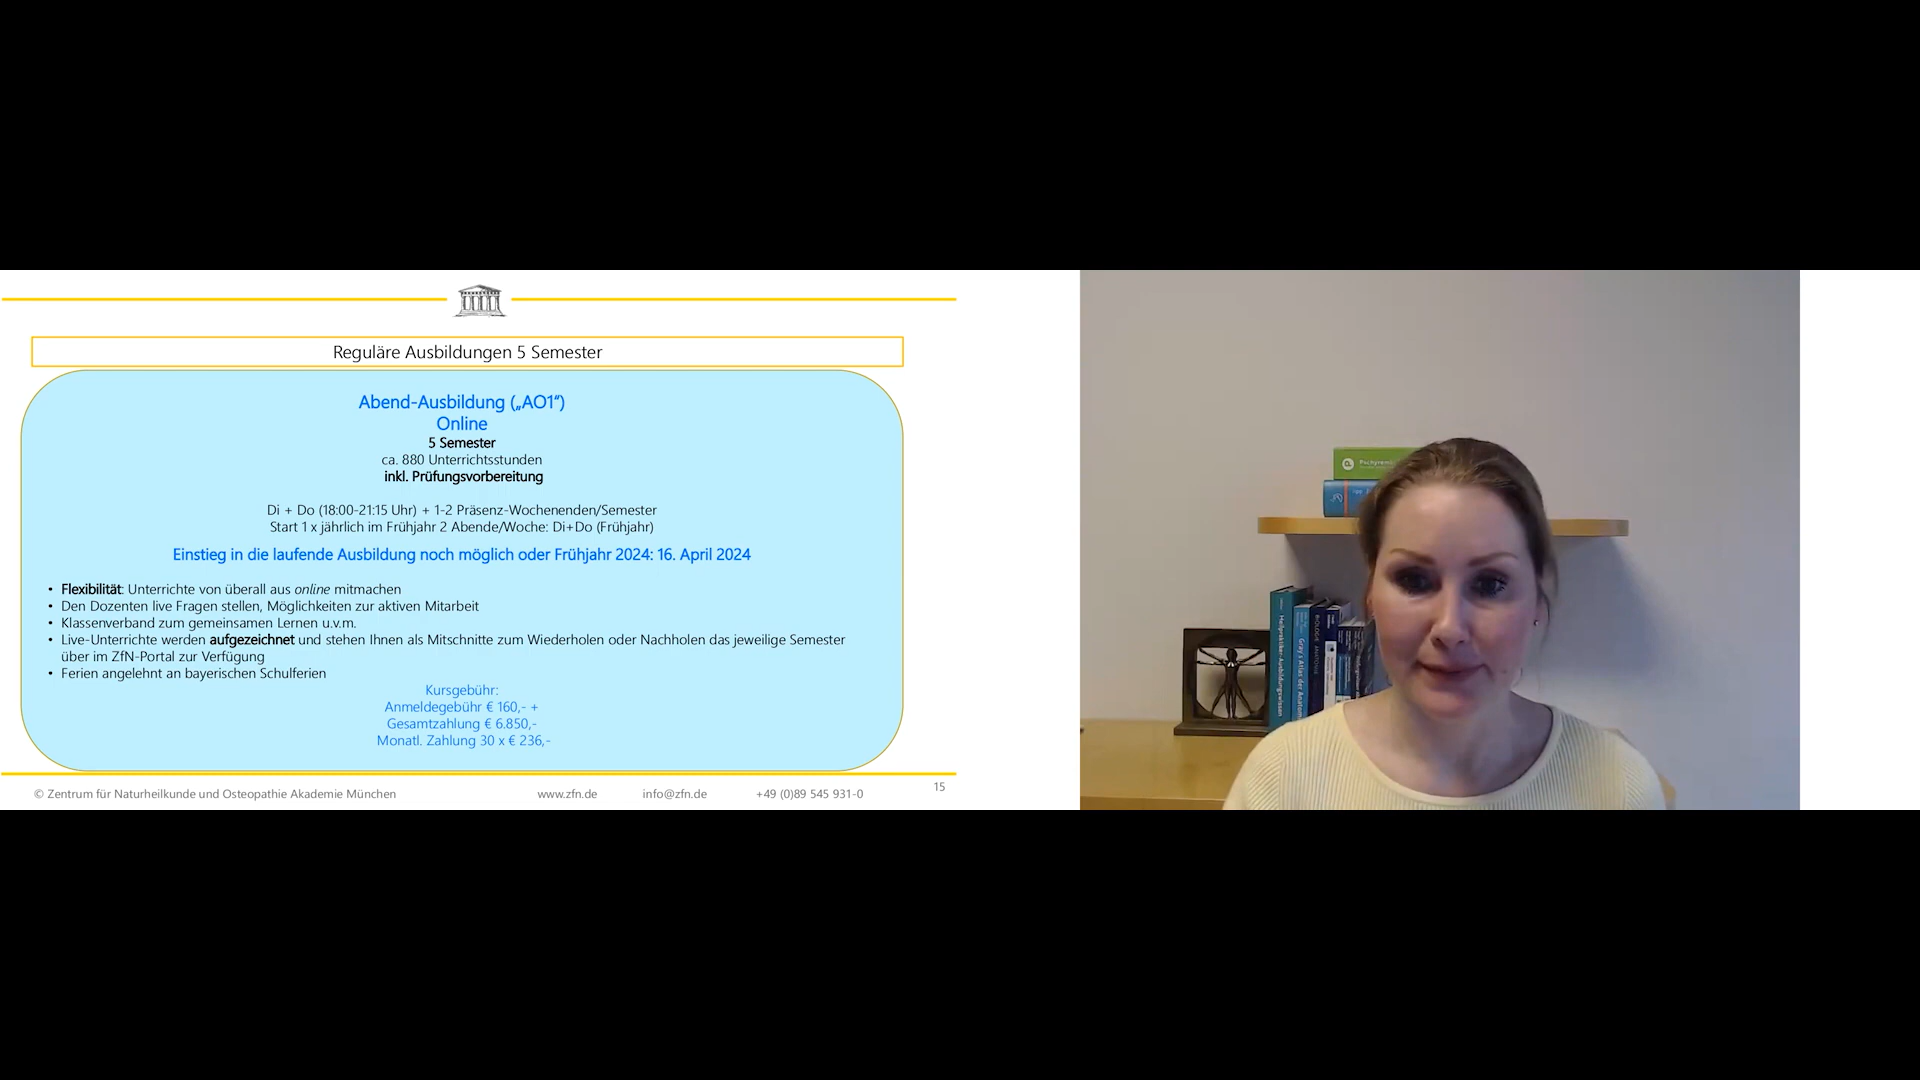 Reguläre Ausbildungen 5 Semester
Abend-Ausbildung („AO1“)
Online
5 Semester
ca. 880 Unterrichtsstunden
inkl. Prüfungsvorbereitung
Di + Do (18:00-21:15 Uhr) + 1-2 Präsenz-Wochenenden/Semester
Start 1 x jährlich im Frühjahr 2 Abende/Woche: Di+Do (Frühjahr)
Einstieg in die laufende Ausbildung noch möglich oder Frühjahr 2024: 16. April 2024
• Flexibilität: Unterrichte von überall aus online mitmachen
• Den Dozenten live Fragen stellen, Möglichkeiten zur aktiven Mitarbeit
• Klassenverband zum gemeinsamen Lernen u.v.m.
• Live-Unterrichte werden aufgezeichnet und stehen Ihnen als Mitschnitte zum Wiederholen oder Nachholen das jeweilige Semester
über im ZfN-Portal zur Verfügung
• Ferien angelehnt an bayerischen Schulferien
Kursgebühr:
Anmeldegebühr € 160,- +
Gesamtzahlung € 6.850,-
Monatl. Zahlung 30 x € 236,-
© Zentrum für Naturheilkunde und Osteopathie Akademie München
www.zfn.de
info@zfn.de
+49 (0)89 545 931-0
15
Heilpraktiker-Ausbildungswissen
Gray's Atlas der Anatomie